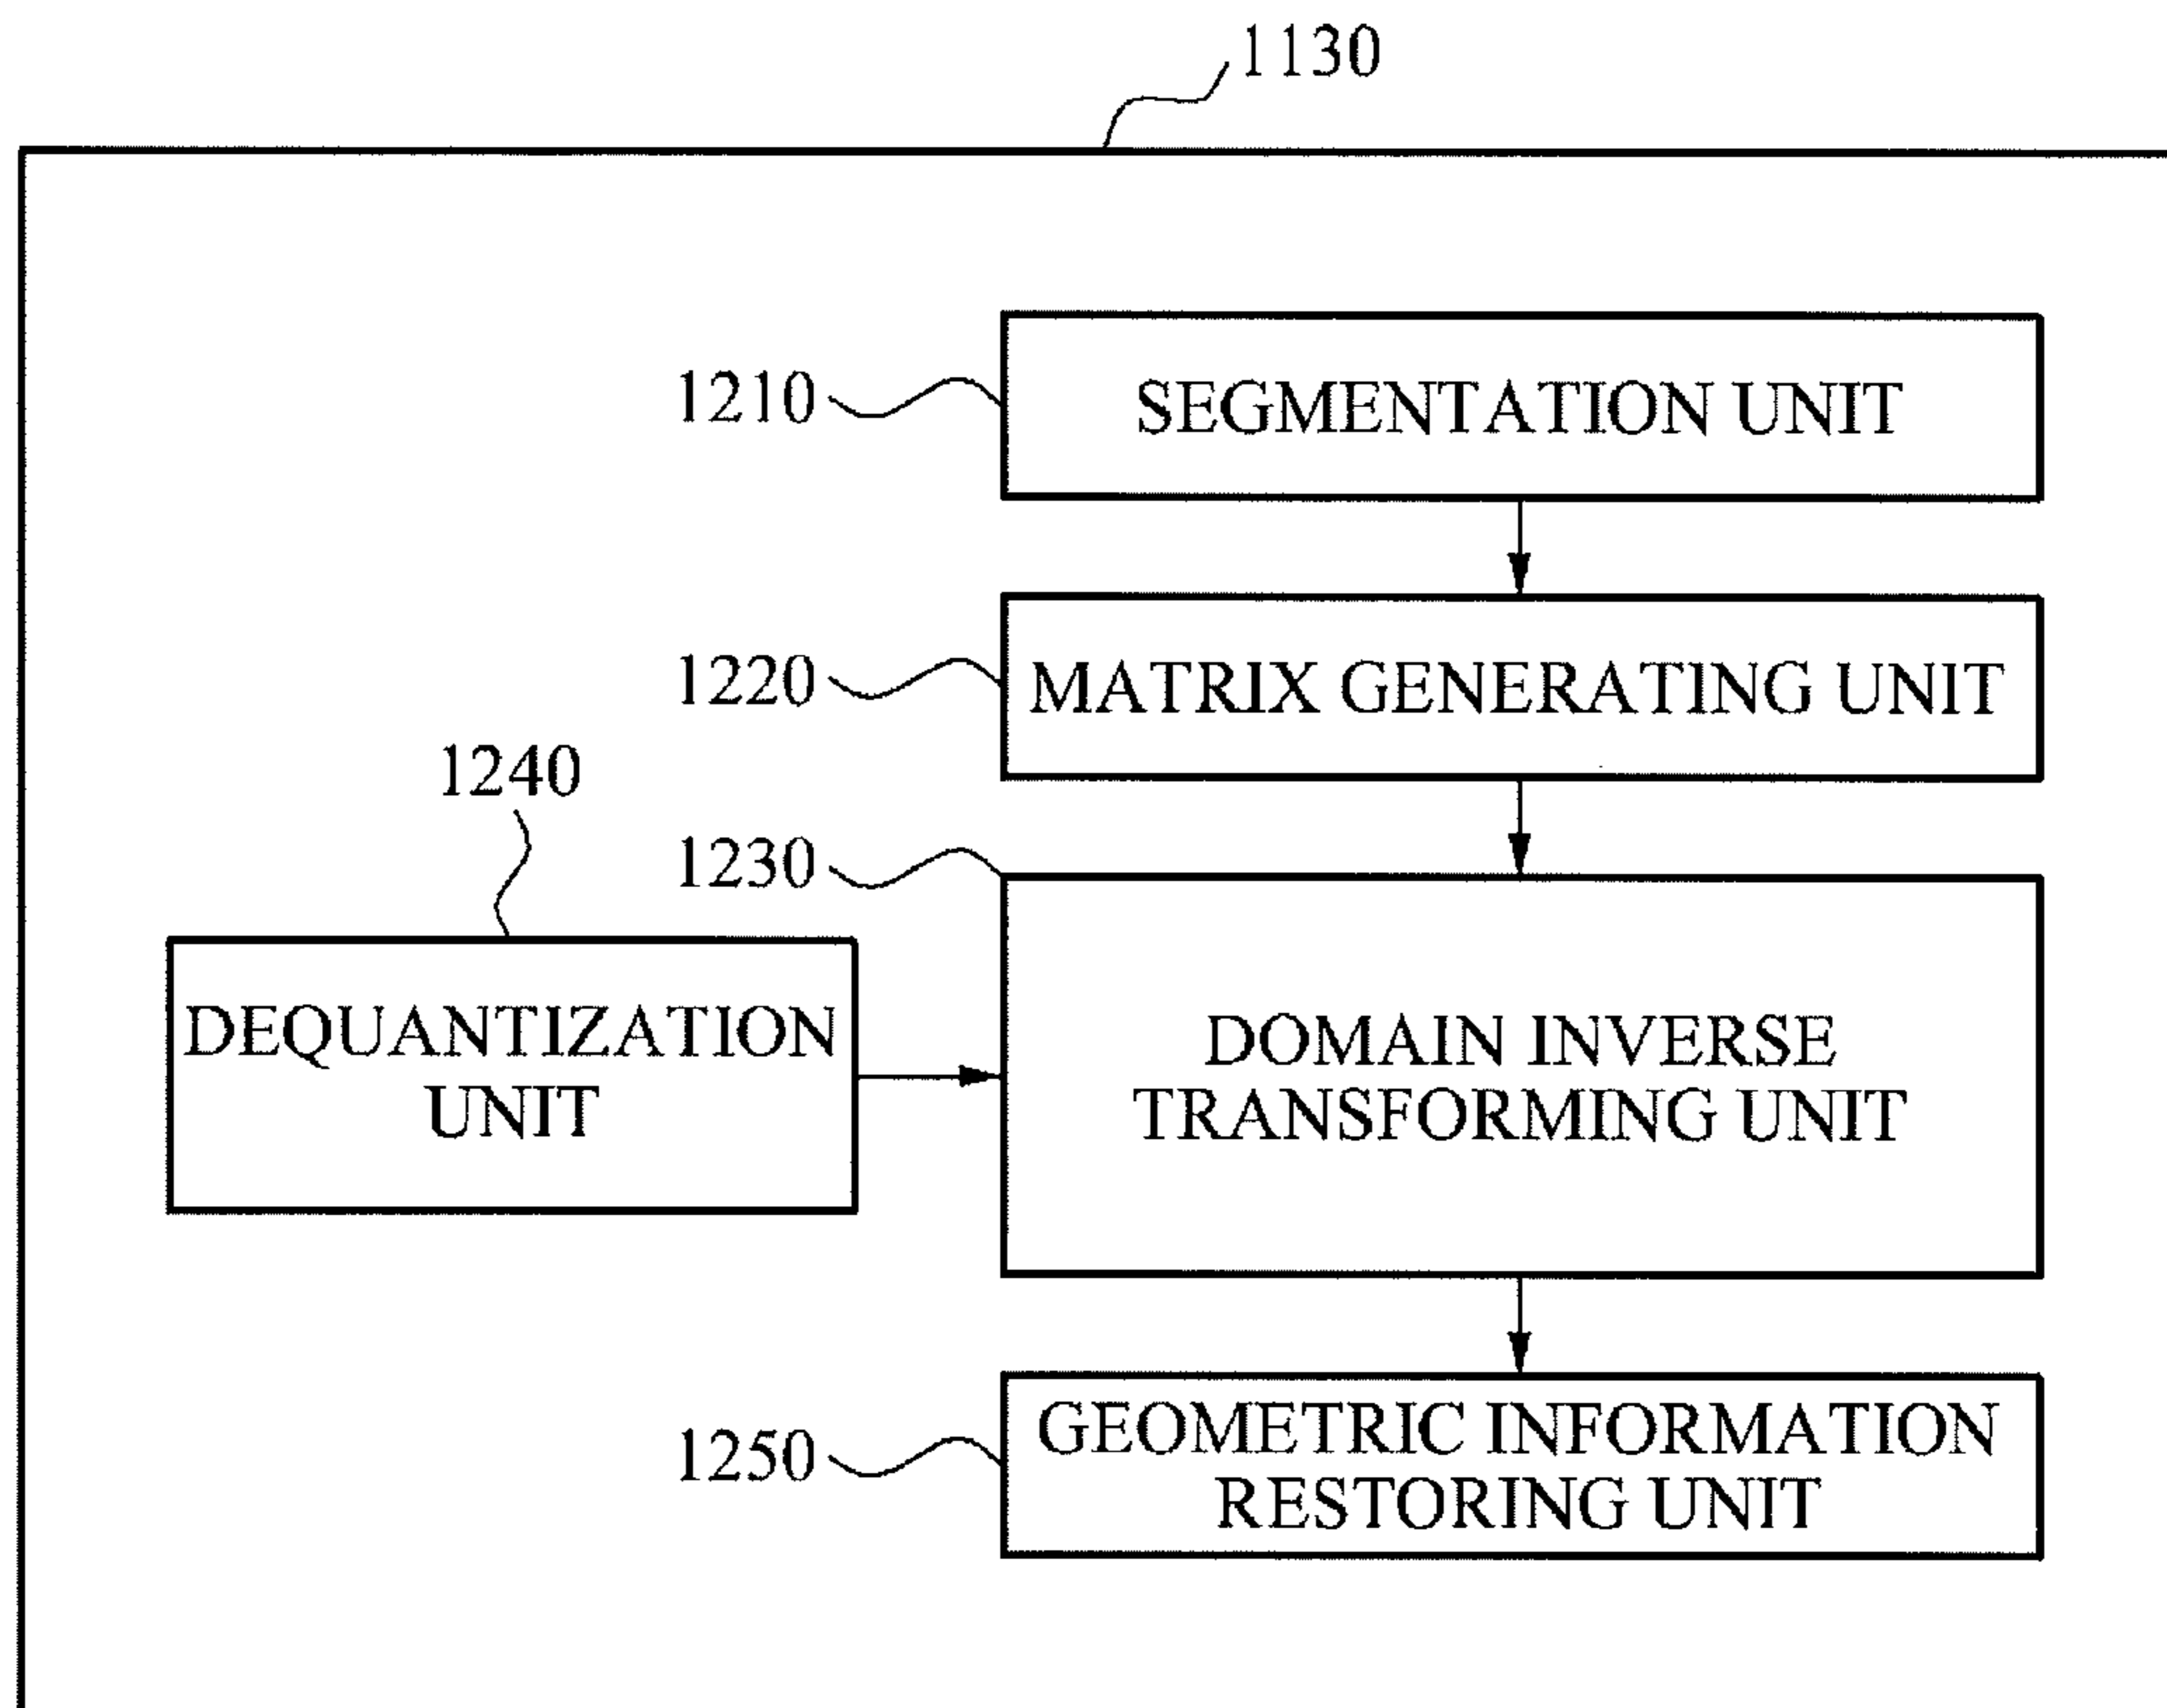 1130
1210
SEGMENTATION UNIT
1220
MATRIX GENERATING UNIT
1240
1230
DEQUANTIZATION
UNIT
DOMAIN INVERSE
TRANSFORMING UNIT
1250
GEOMETRIC INFORMATION
RESTORING UNIT